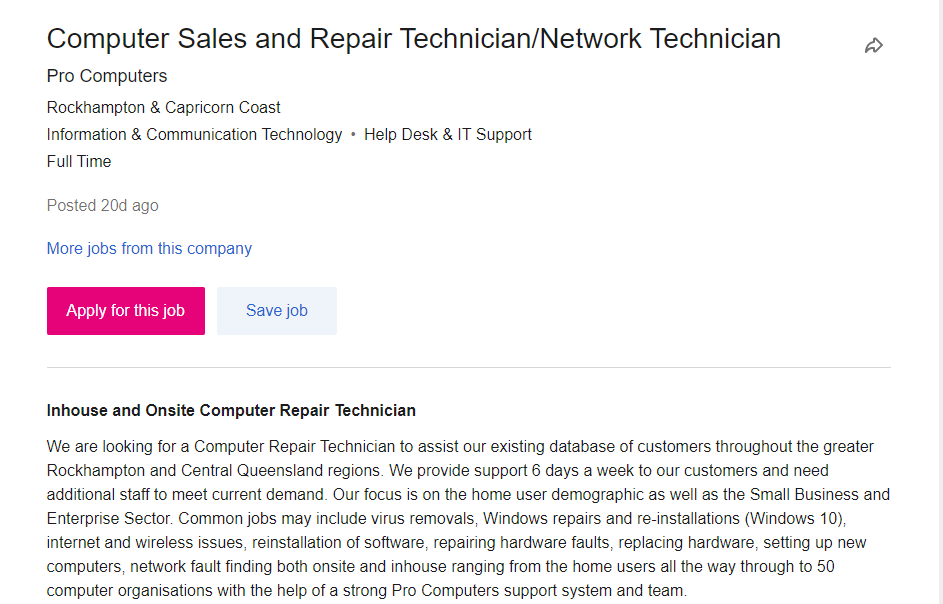 Computer Sales and Repair Technician/Network Technician
Pro Computers
Rockhampton & Capricorn Coast
Information & Communication Technology • Help Desk & IT Support
Full Time
Posted 20d ago
More jobs from this company
Apply for this job
Save job
Inhouse and Onsite Computer Repair Technician
We are looking for a Computer Repair Technician to assist our existing database of customers throughout the greater
Rockhampton and Central Queensland regions. We provide support 6 days a week to our customers and need
additional staff to meet current demand. Our focus is on the home user demographic as well as the Small Business and
Enterprise Sector. Common jobs may include virus removals, Windows repairs and re-installations (Windows 10),
internet and wireless issues, reinstallation of software, repairing hardware faults, replacing hardware, setting up new
computers, network fault finding both onsite and inhouse ranging from the home users all the way through to 50
computer organisations with the help of a strong Pro Computers support system and team.